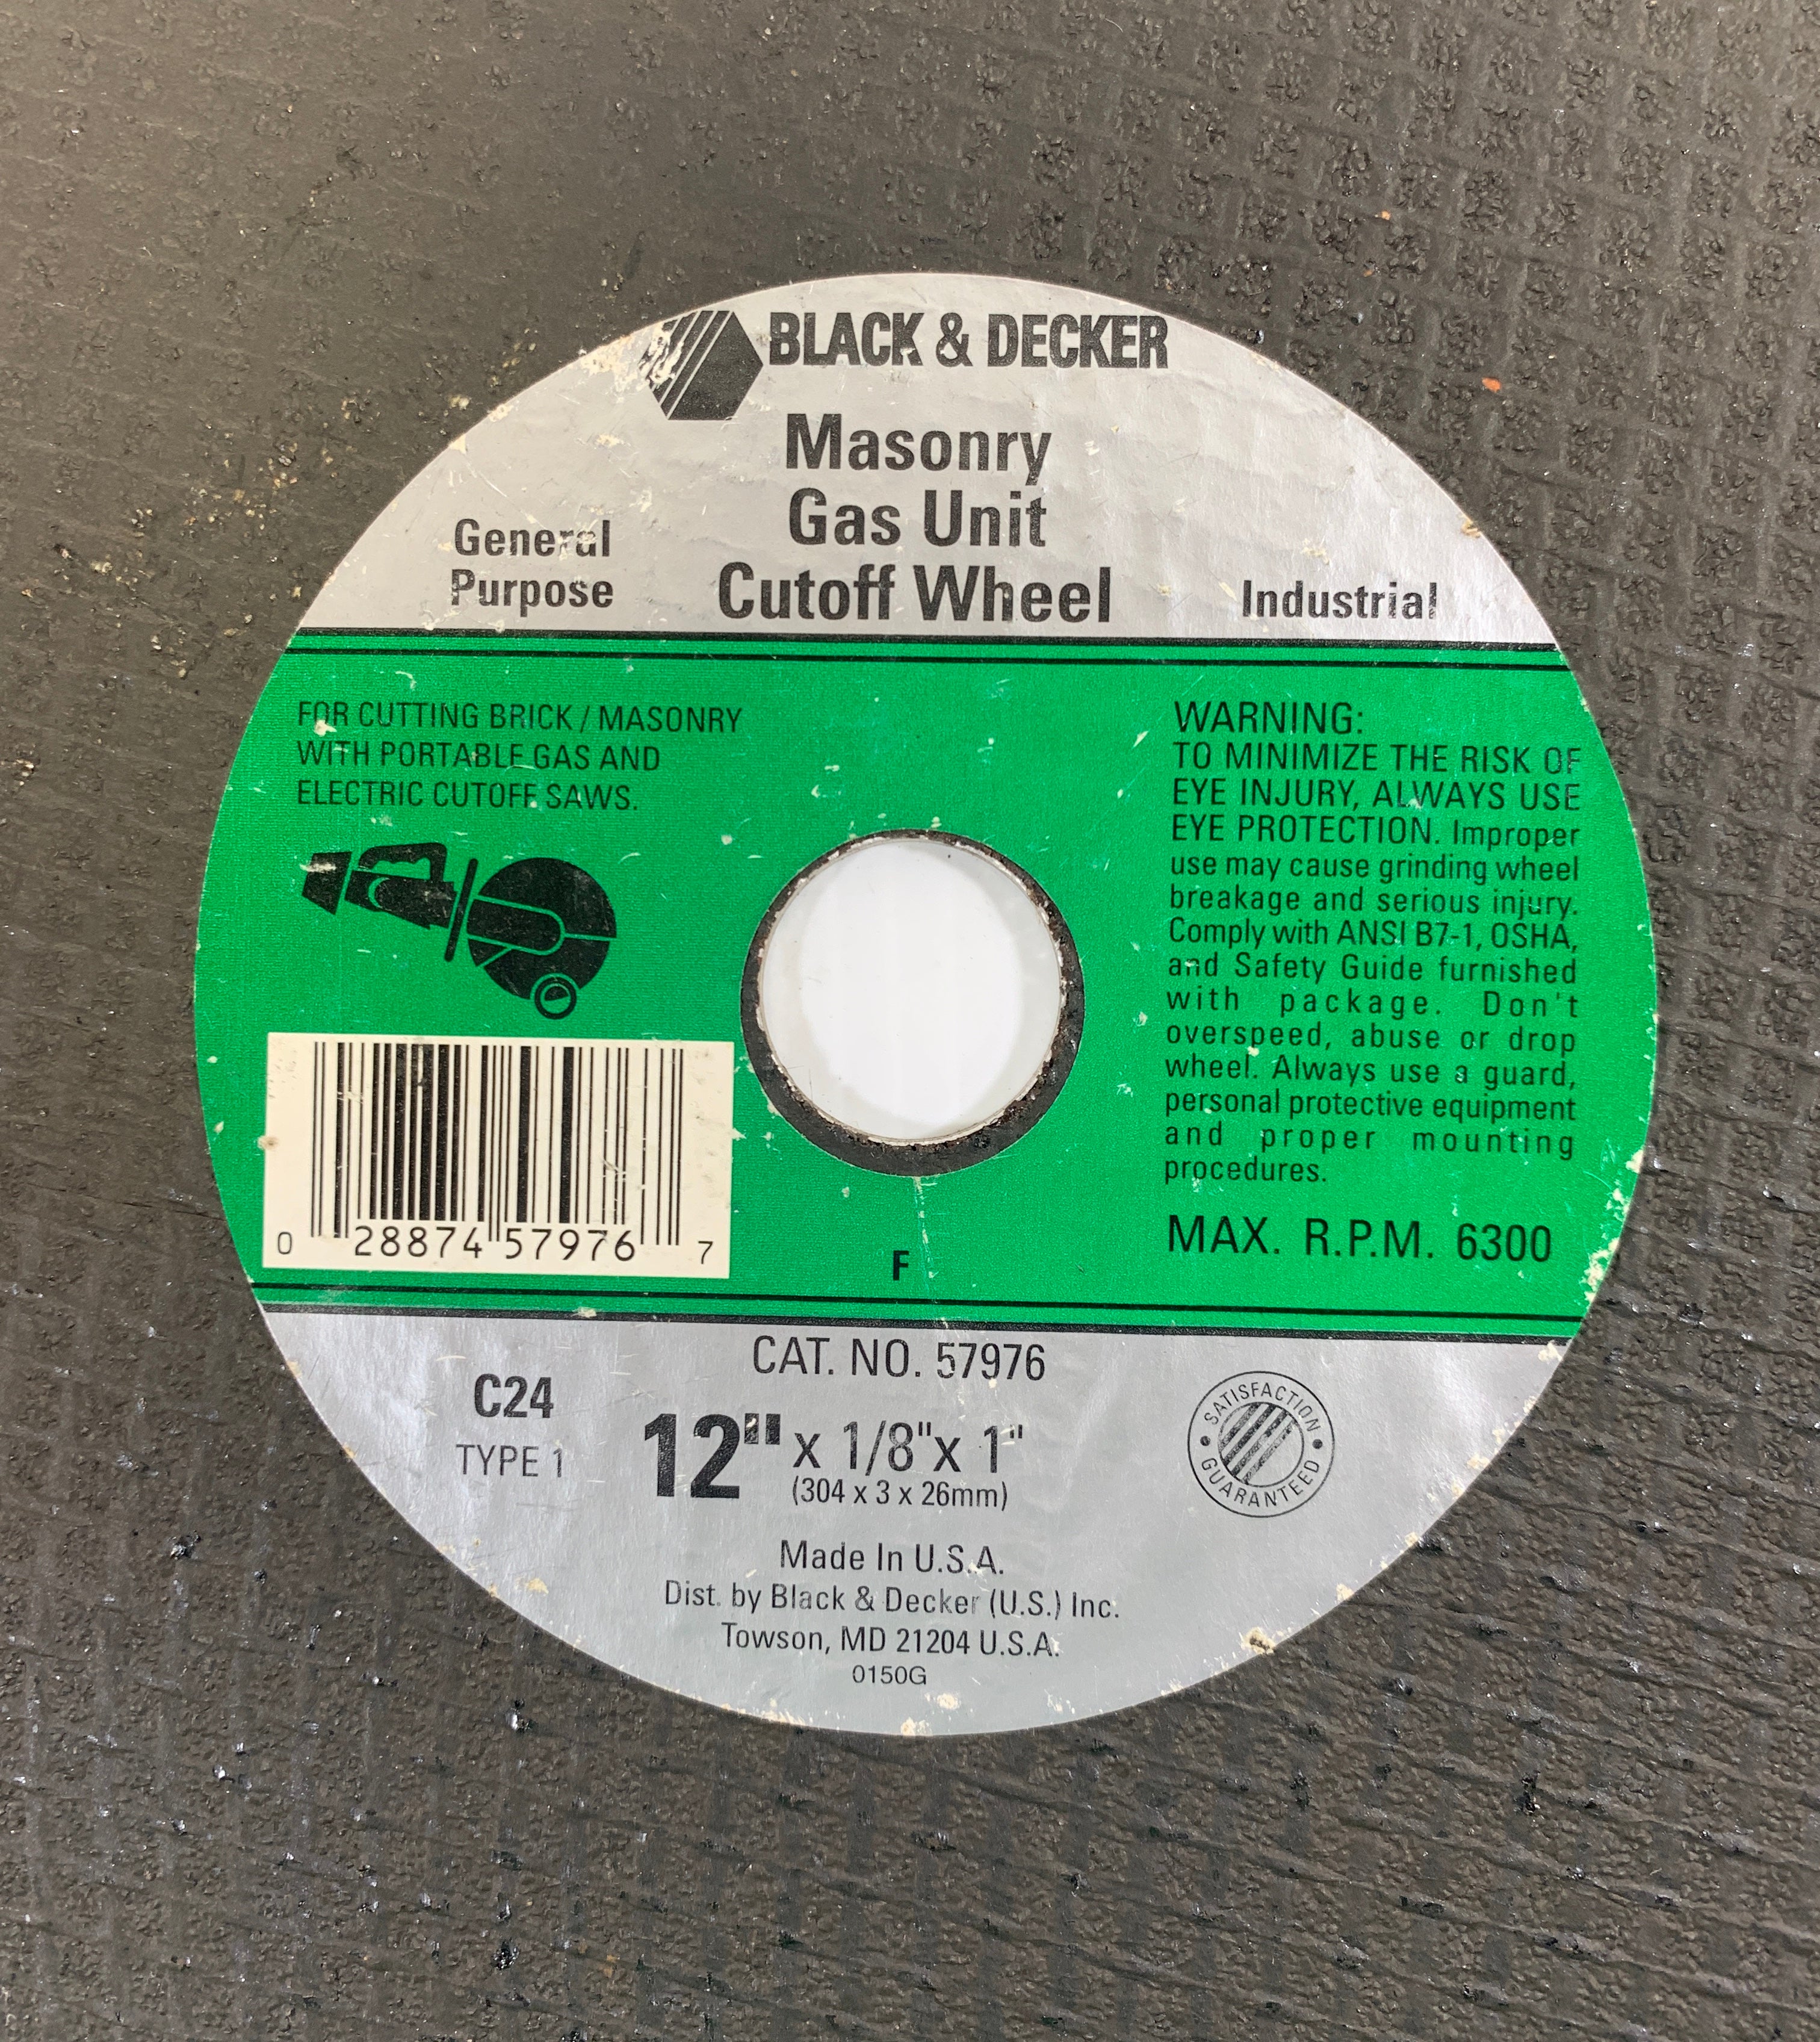 BLACK & DECKER
Masonry
Gas Unit
Cutoff Wheel
General
Purpose
Industrial
FOR CUTTING BRICK / MASONRY
WITH PORTABLE GAS AND
ELECTRIC CUTOFF SAWS.
WARNING:
TO MINIMIZE THE RISK OF
EYE INJURY, ALWAYS USE
EYE PROTECTION. Improper
use may cause grinding wheel
breakage and serious injury.
Comply with ANSI B7-1, OSHA,
and Safety Guide furnished
with package. Don't
overspeed, abuse or drop
wheel. Always use a guard,
personal protective equipment
and proper mounting
procedures.
MAX. R.P.M. 6300
0 28874 57976 7
F
CAT. NO. 57976
C24
TYPE 1
12" x 1/8" x 1"
(304 x 3 x 26mm)
SATISFACTION
GUARANTEED
Made In U.S.A.
Dist. by Black & Decker (U.S.) Inc.
Towson, MD 21204 U.S.A.
0150G